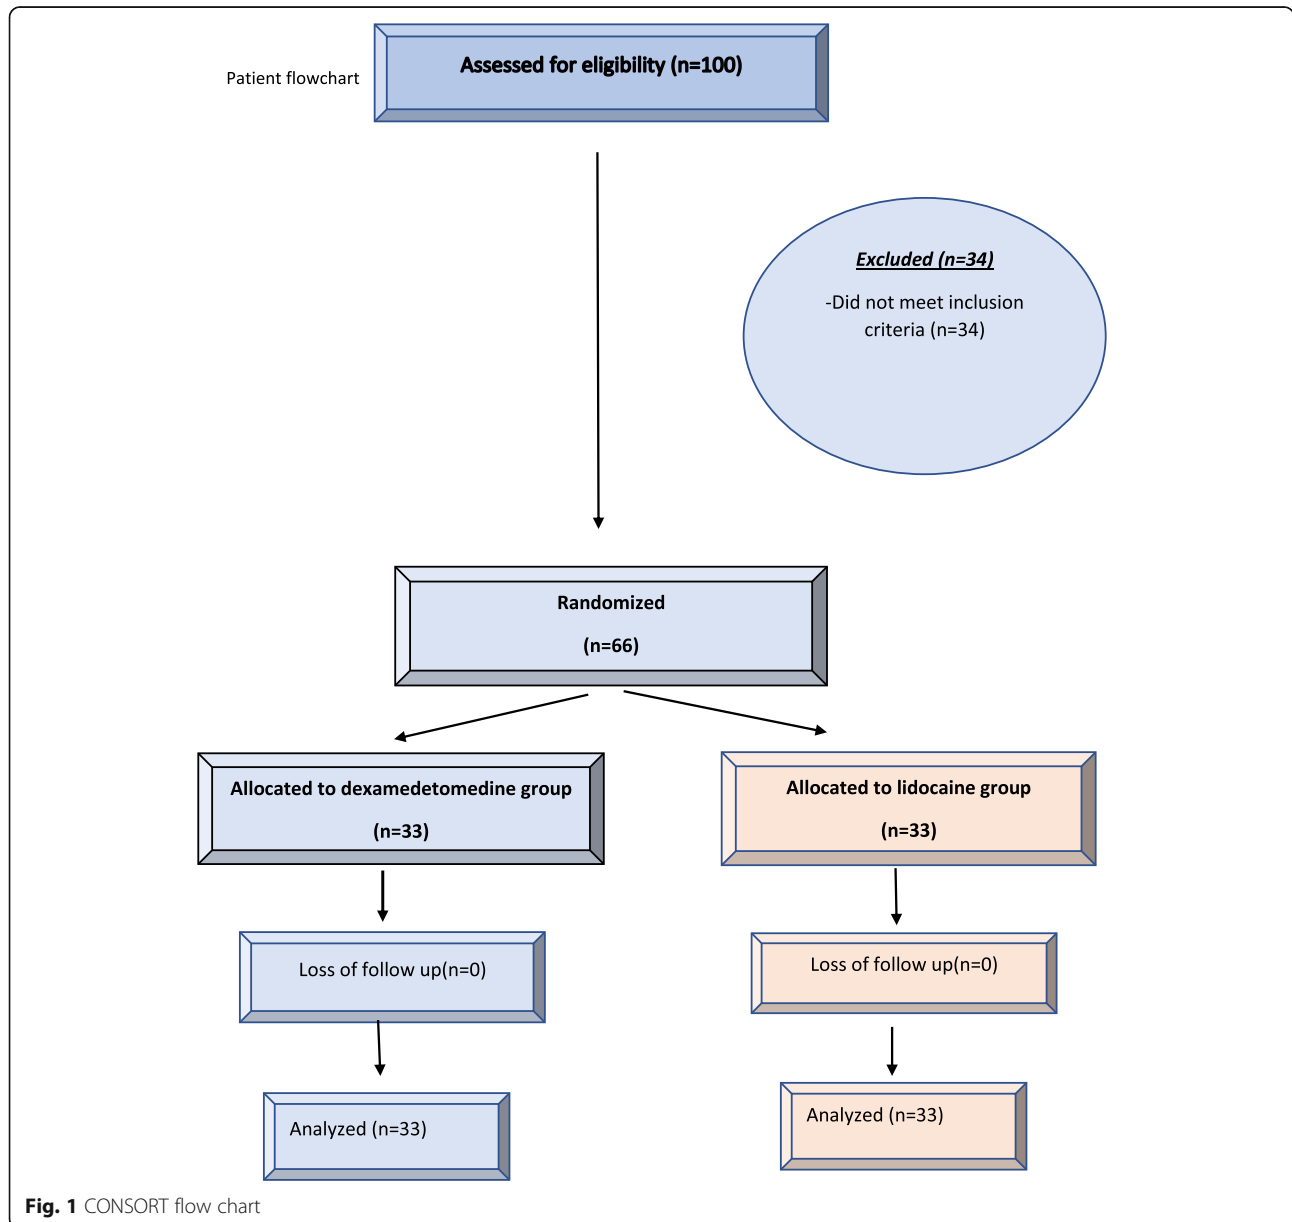 Assessed for eligibility (n=100)
Patient flowchart
Excluded (n=34)
-Did not meet inclusion
criteria (n=34)
Randomized
(n=66)
Allocated to dexamedetomedine group
(n=33)
Allocated to lidocaine group
(n=33)
Loss of follow up(n=0)
Loss of follow up(n=0)
Analyzed (n=33)
Analyzed (n=33)
Fig. 1 CONSORT flow chart